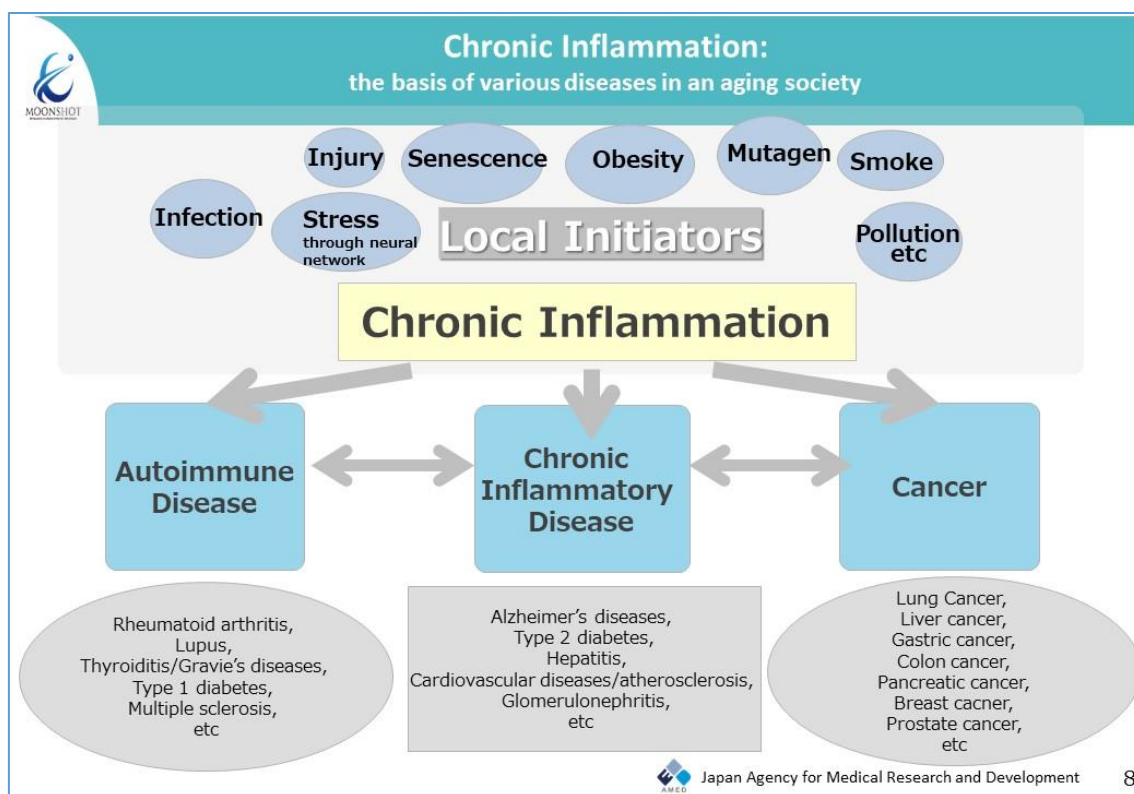 Chronic Inflammation:
the basis of various diseases in an aging society
MOONSHOT
Injury
Senescence
Obesity
Mutagen
Smoke
Infection
Stress
through neural
network
Local Initiators
Pollution
etc
Chronic Inflammation
Autoimmune
Disease
Chronic
Inflammatory
Disease
Cancer
Rheumatoid arthritis,
Lupus,
Thyroiditis/Gravie’s diseases,
Type 1 diabetes,
Multiple sclerosis,
etc
Alzheimer’s diseases,
Type 2 diabetes,
Hepatitis,
Cardiovascular diseases/atherosclerosis,
Glomerulonephritis,
etc
Lung Cancer,
Liver cancer,
Gastric cancer,
Colon cancer,
Pancreatic cancer,
Breast cacner,
Prostate cancer,
etc
AMED
Japan Agency for Medical Research and Development
8